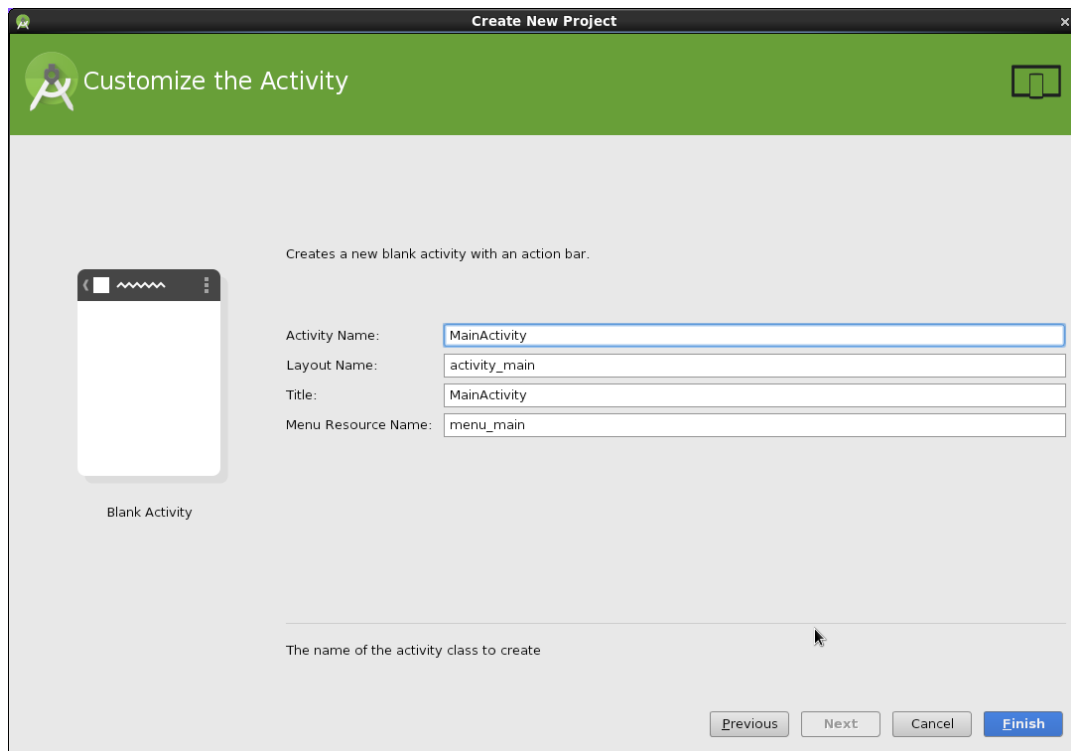 Create New Project
Customize the Activity
Creates a new blank activity with an action bar.
Activity Name: MainActivity
Layout Name: activity_main
Title: MainActivity
Menu Resource Name: menu_main
Blank Activity
The name of the activity class to create
Previous Next Cancel Finish